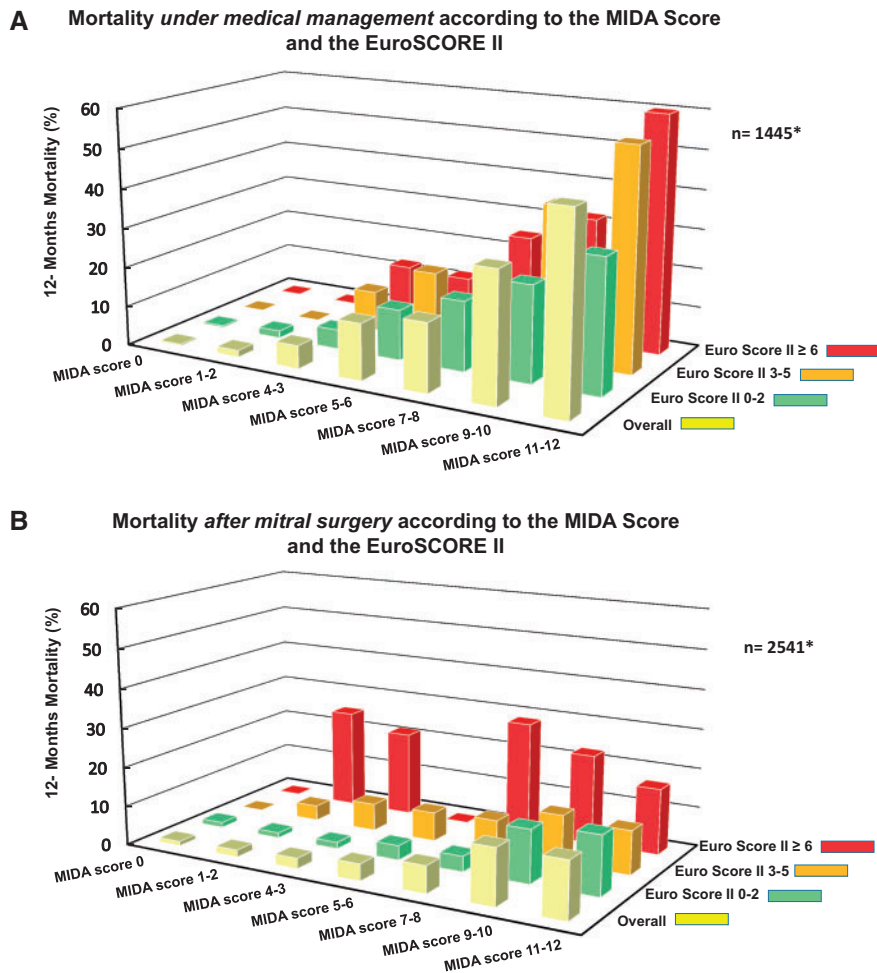 A
Mortality under medical management according to the MIDA Score
and the EuroSCORE II
12- Months Mortality (%)
60
50
40
30
20
10
0
n= 1445*
MIDA score 0
MIDA score 1-2
MIDA score 4-3
MIDA score 5-6
MIDA score 7-8
MIDA score 9-10
MIDA score 11-12
Euro Score II ≥ 6
Euro Score II 3-5
Euro Score II 0-2
Overall
B
Mortality after mitral surgery according to the MIDA Score
and the EuroSCORE II
12- Months Mortality (%)
60
50
40
30
20
10
0
n= 2541*
MIDA score 0
MIDA score 1-2
MIDA score 4-3
MIDA score 5-6
MIDA score 7-8
MIDA score 9-10
MIDA score 11-12
Euro Score II ≥ 6
Euro Score II 3-5
Euro Score II 0-2
Overall